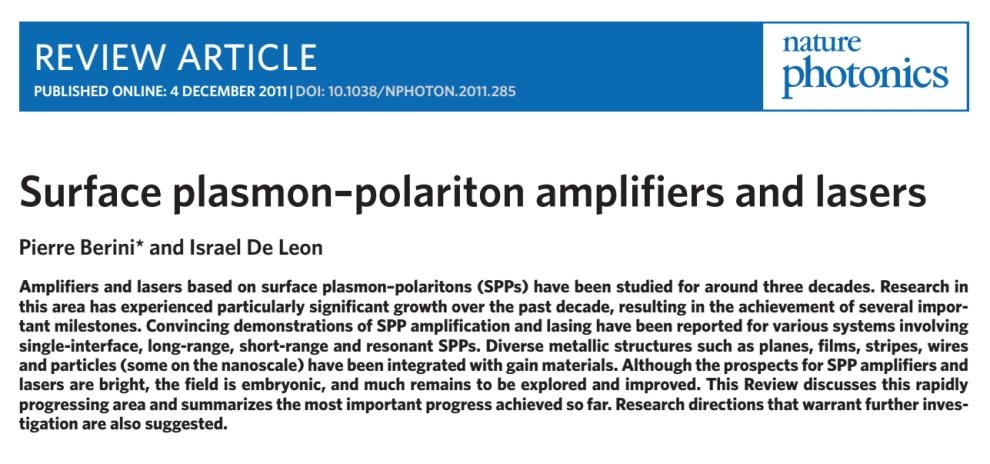 REVIEW ARTICLE
PUBLISHED ONLINE: 4 DECEMBER 2011 | DOI: 10.1038/NPHOTON.2011.285
nature
photonics
Surface plasmon–polariton amplifiers and lasers
Pierre Berini* and Israel De Leon
Amplifiers and lasers based on surface plasmon–polaritons (SPPs) have been studied for around three decades. Research in
this area has experienced particularly significant growth over the past decade, resulting in the achievement of several impor-
tant milestones. Convincing demonstrations of SPP amplification and lasing have been reported for various systems involving
single-interface, long-range, short-range and resonant SPPs. Diverse metallic structures such as planes, films, stripes, wires
and particles (some on the nanoscale) have been integrated with gain materials. Although the prospects for SPP amplifiers and
lasers are bright, the field is embryonic, and much remains to be explored and improved. This Review discusses this rapidly
progressing area and summarizes the most important progress achieved so far. Research directions that warrant further inves-
tigation are also suggested.